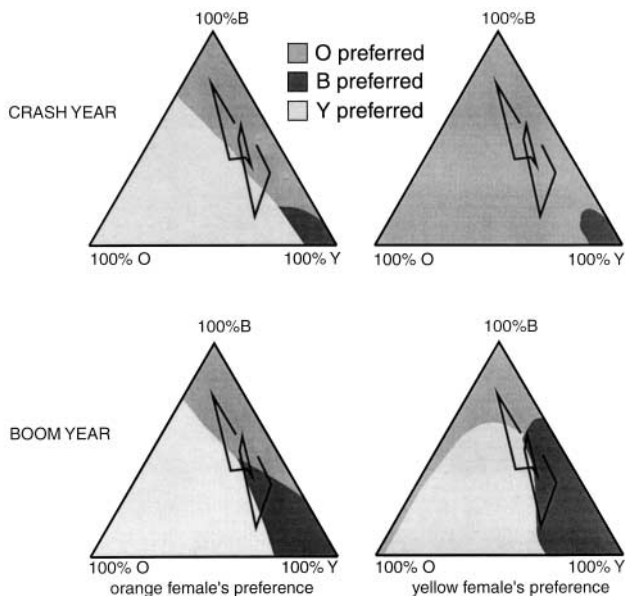 100%B
100%B
O preferred
B preferred
Y preferred
CRASH YEAR
100% O
100% Y
100% O
100% Y
100%B
100%B
BOOM YEAR
100% O
100% Y
100% O
100% Y
orange female's preference
yellow female's preference